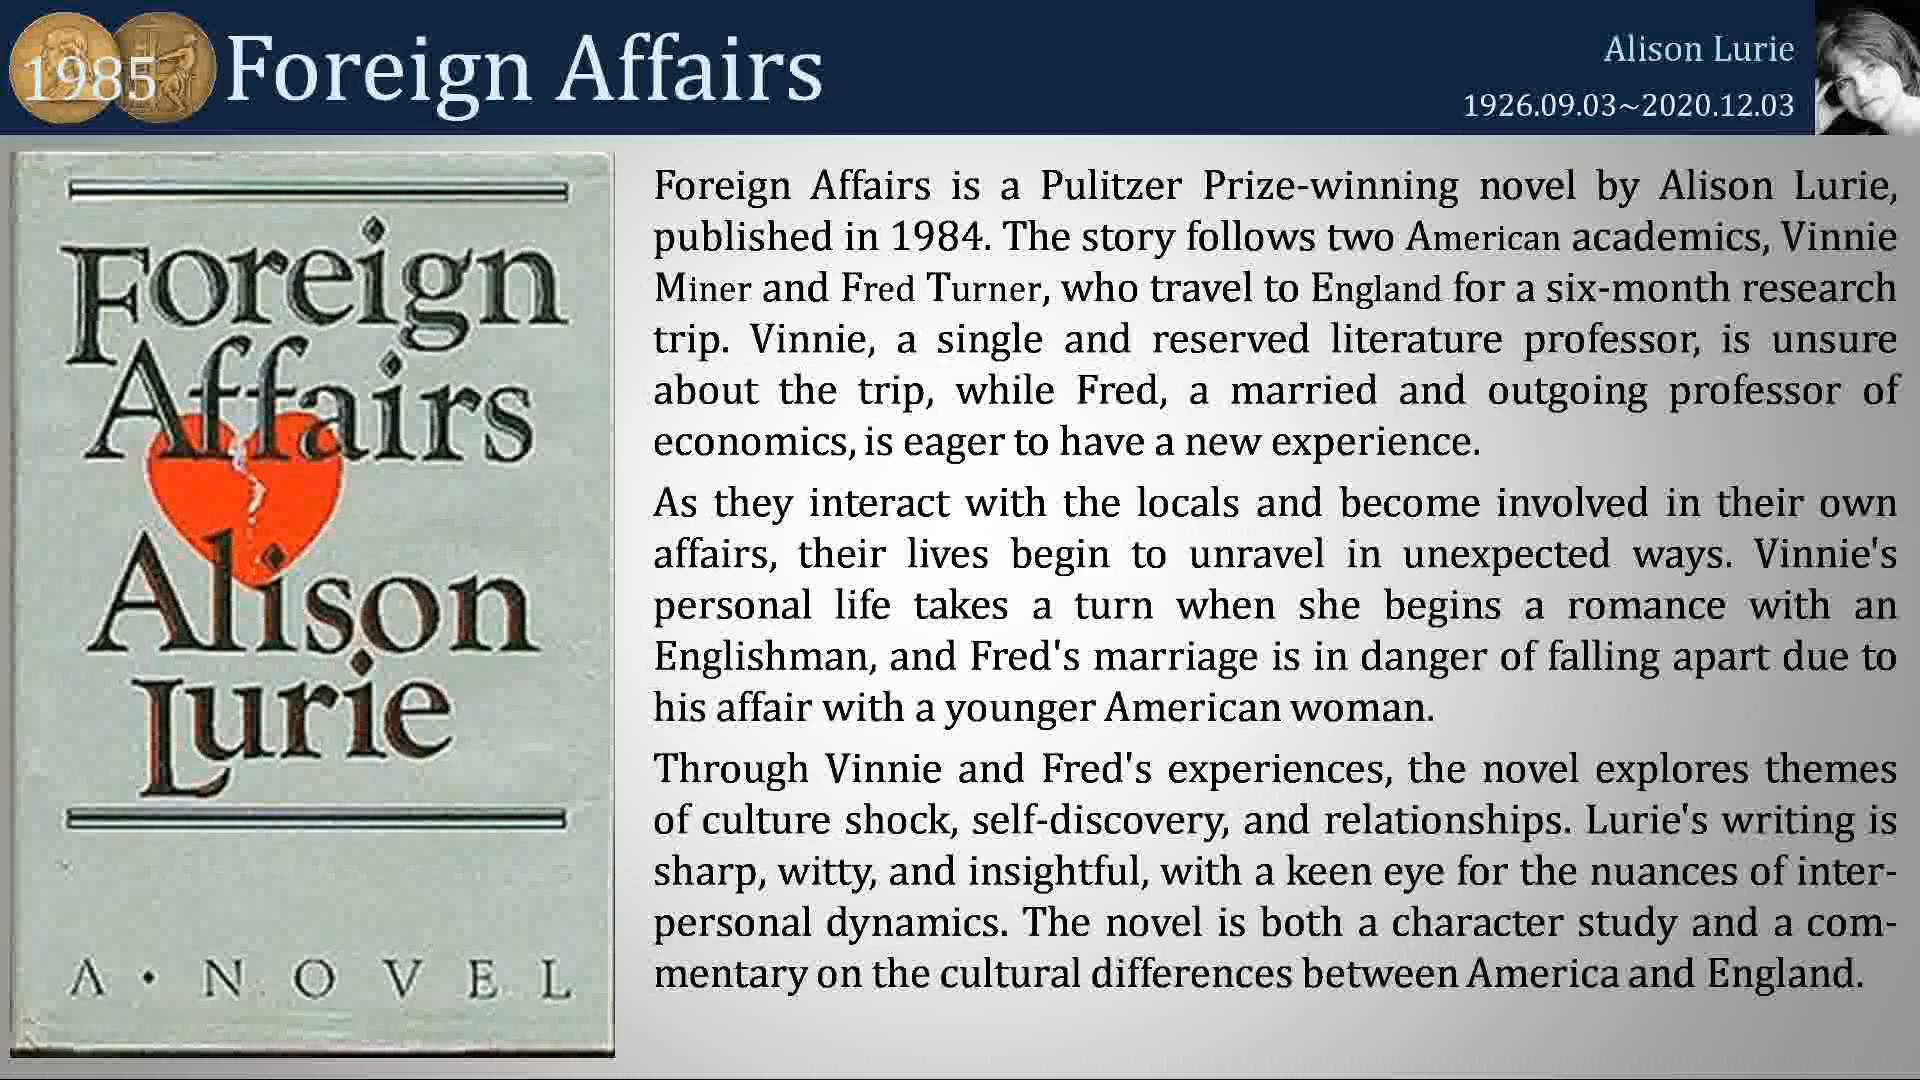 1985 Foreign Affairs
Alison Lurie
1926.09.03~2020.12.03
Foreign
Affairs
Alison
Lurie
A • NOVEL
Foreign Affairs is a Pulitzer Prize-winning novel by Alison Lurie,
published in 1984. The story follows two American academics, Vinnie
Miner and Fred Turner, who travel to England for a six-month research
trip. Vinnie, a single and reserved literature professor, is unsure
about the trip, while Fred, a married and outgoing professor of
economics, is eager to have a new experience.
As they interact with the locals and become involved in their own
affairs, their lives begin to unravel in unexpected ways. Vinnie's
personal life takes a turn when she begins a romance with an
Englishman, and Fred's marriage is in danger of falling apart due to
his affair with a younger American woman.
Through Vinnie and Fred's experiences, the novel explores themes
of culture shock, self-discovery, and relationships. Lurie's writing is
sharp, witty, and insightful, with a keen eye for the nuances of inter-
personal dynamics. The novel is both a character study and a com-
mentary on the cultural differences between America and England.